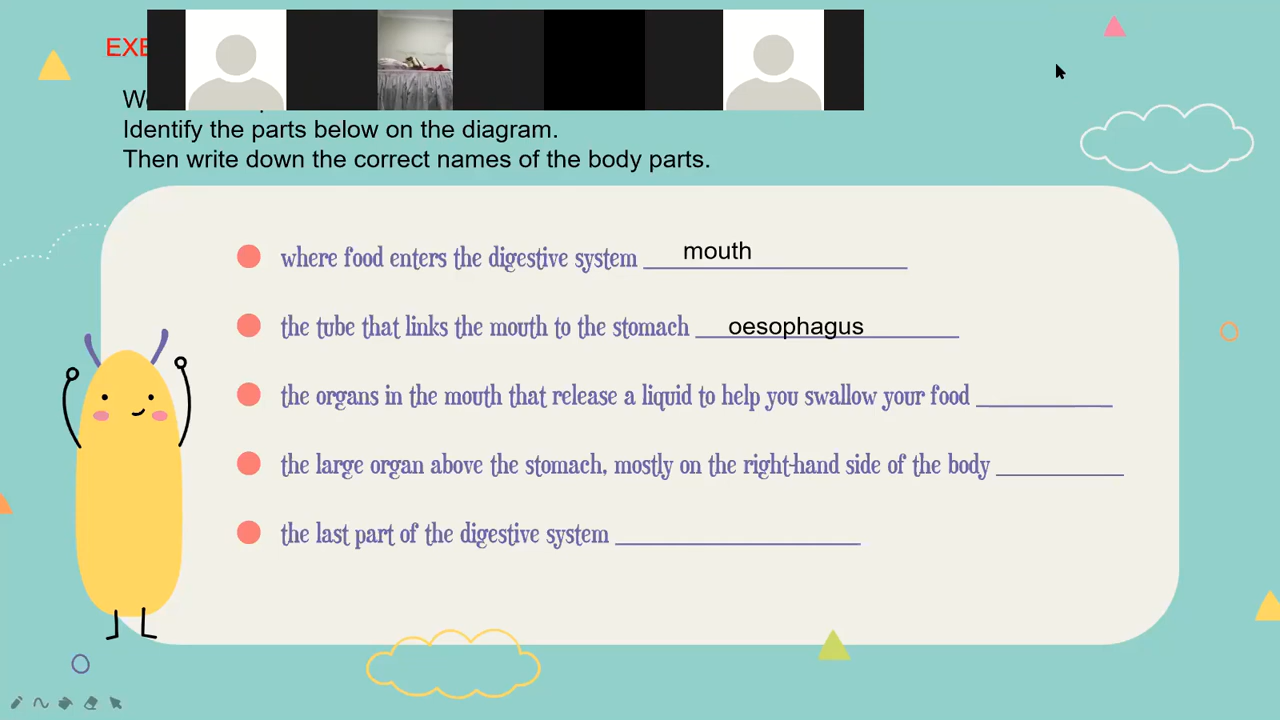 Identify the parts below on the diagram.
Then write down the correct names of the body parts.
where food enters the digestive system mouth
the tube that links the mouth to the stomach oesophagus
the organs in the mouth that release a liquid to help you swallow your food
the large organ above the stomach, mostly on the right-hand side of the body
the last part of the digestive system